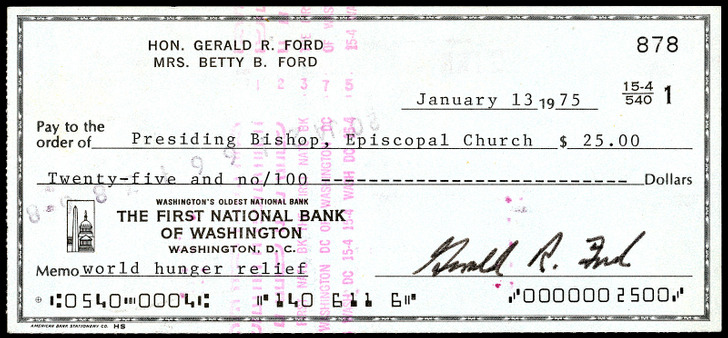 HON. GERALD R. FORD
MRS. BETTY B. FORD
878
January 13 1975
15-4
540
1
Pay to the
order of Presiding Bishop, Episcopal Church $ 25.00
Twenty-five and no/100 ---------------------------- Dollars
WASHINGTON'S OLDEST NATIONAL BANK
THE FIRST NATIONAL BANK
OF WASHINGTON
WASHINGTON, D. C.
Memo world hunger relief
Gerald R. Ford
⑆0540⑉0004⑆ ⑈140 611 6⑈ ⑇0000002500⑇
AMERICAN BANK STATIONERY CO. HS